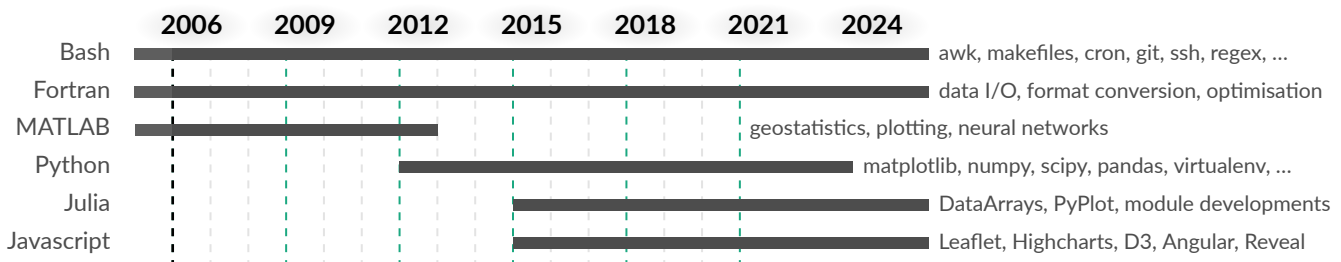 2006 2009 2012 2015 2018 2021 2024
Bash awk, makefiles, cron, git, ssh, regex, ...
Fortran data I/O, format conversion, optimisation
MATLAB geostatistics, plotting, neural networks
Python matplotlib, numpy, scipy, pandas, virtualenv, ...
Julia DataArrays, PyPlot, module developments
Javascript Leaflet, Highcharts, D3, Angular, Reveal